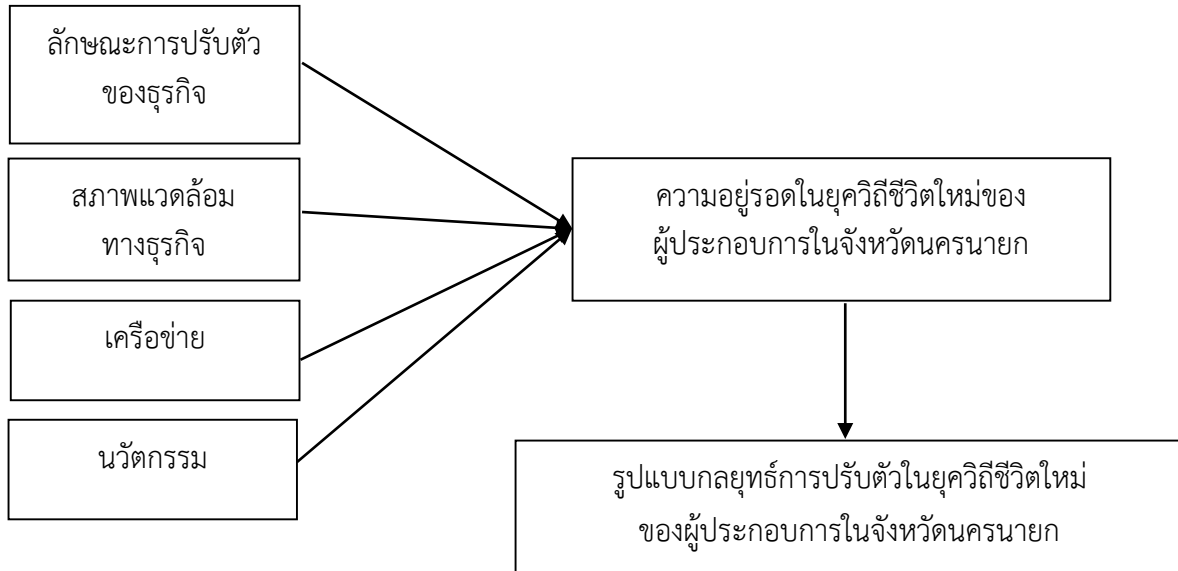 ลักษณะการปรับตัว
ของธุรกิจ
สภาพแวดล้อม
ทางธุรกิจ
เครือข่าย
นวัตกรรม
ความอยู่รอดในยุควิถีชีวิตใหม่ของ
ผู้ประกอบการในจังหวัดนครนายก
รูปแบบกลยุทธ์การปรับตัวในยุควิถีชีวิตใหม่
ของผู้ประกอบการในจังหวัดนครนายก